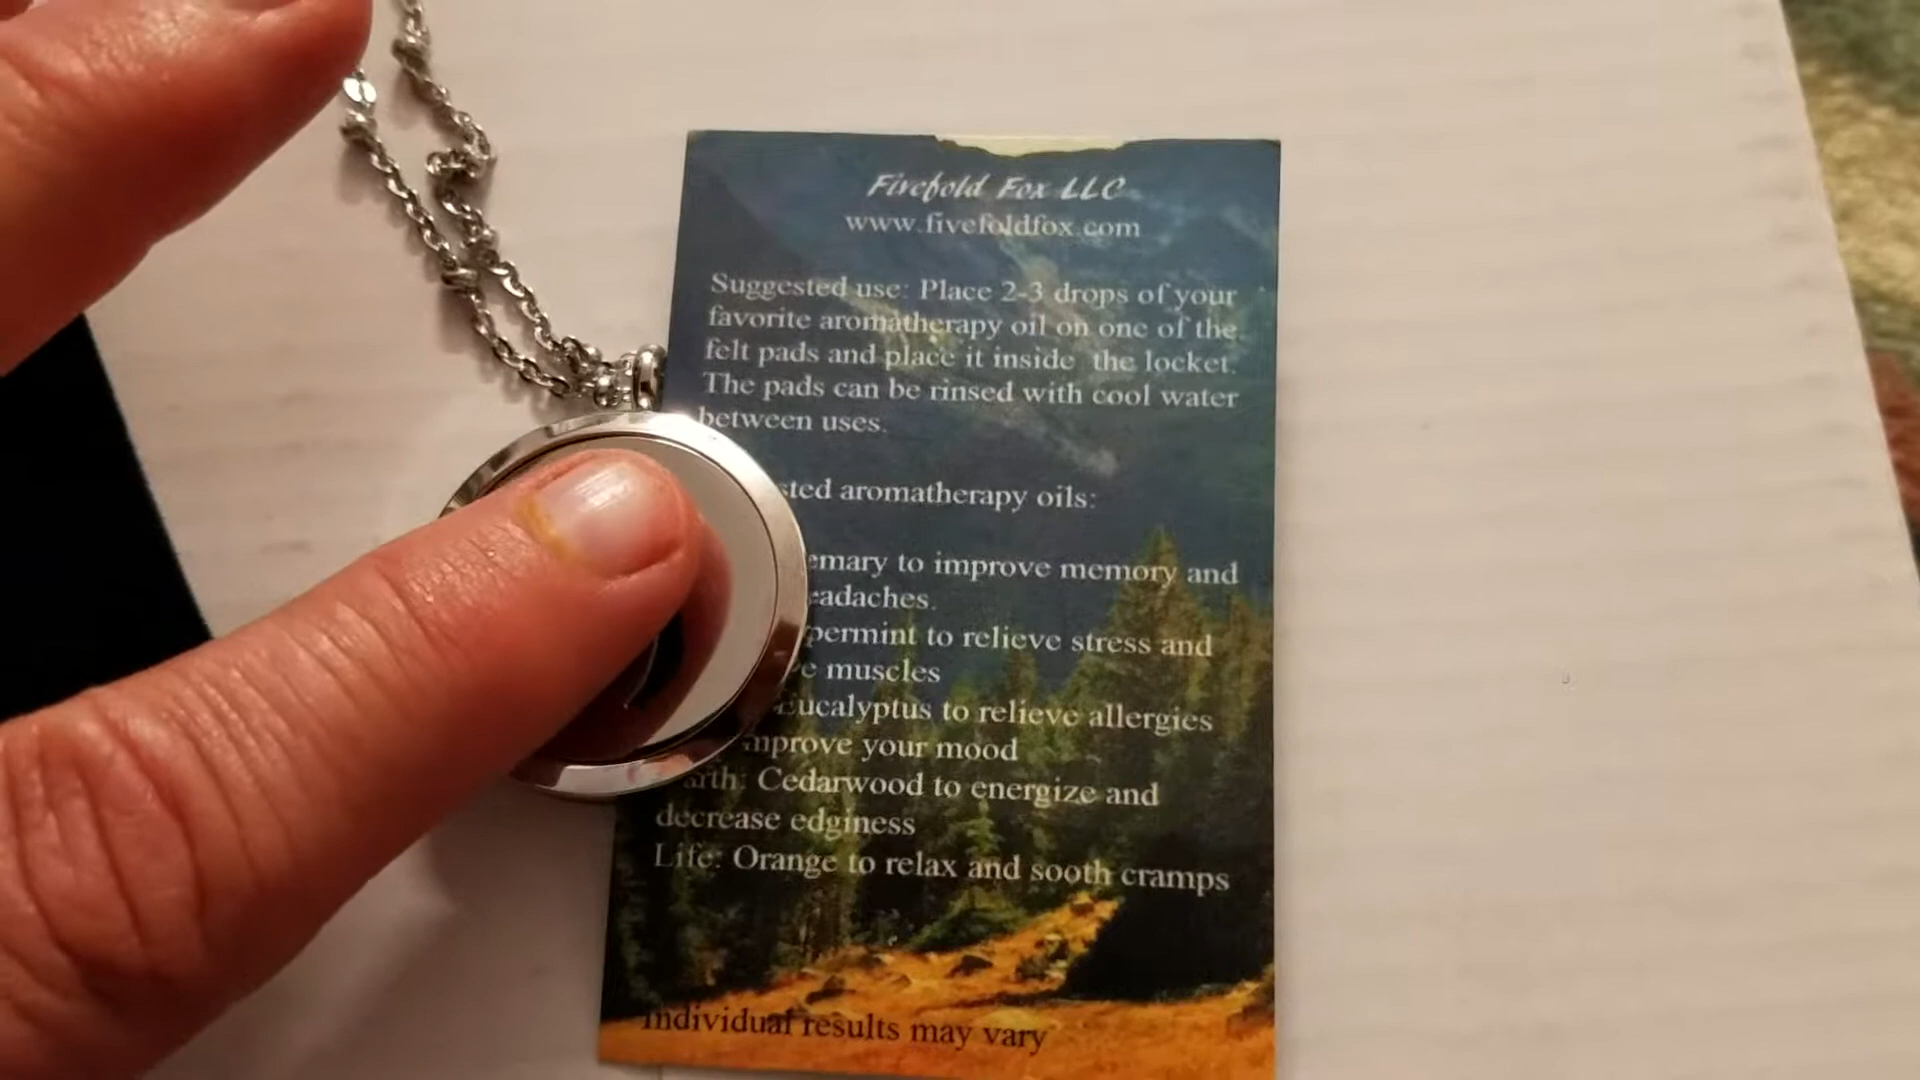 Fivefold Fox LLC
www.fivefoldfox.com
Suggested use: Place 2-3 drops of your
favorite aromatherapy oil on one of the
felt pads and place it inside the locket.
The pads can be rinsed with cool water
between uses.
sted aromatherapy oils:
emary to improve memory and
eadaches.
permint to relieve stress and
e muscles
Eucalyptus to relieve allergies
mprove your mood
arth: Cedarwood to energize and
decrease edginess
Life: Orange to relax and sooth cramps
Individual results may vary